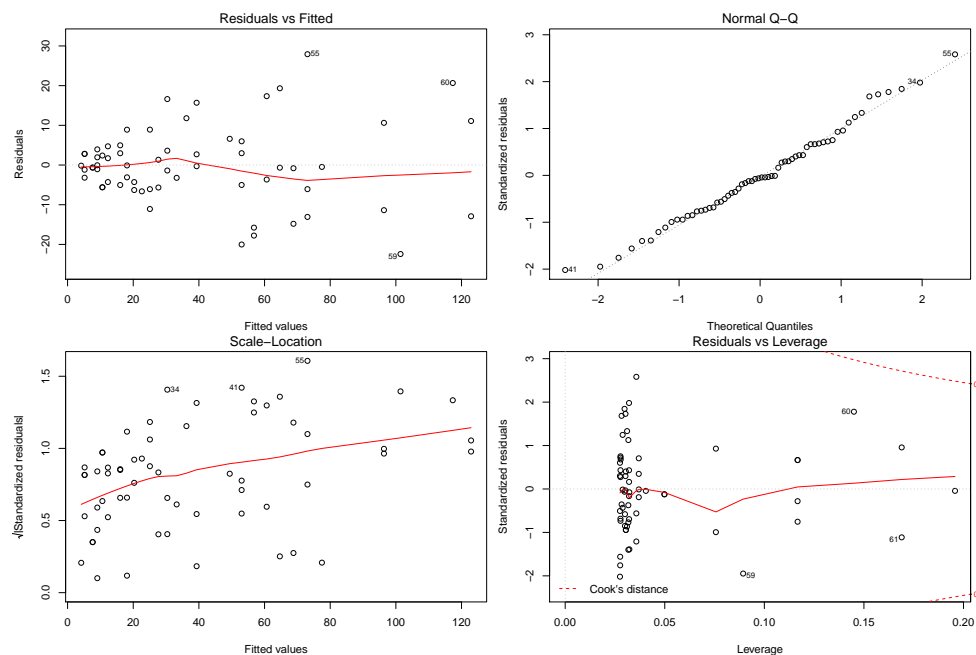 Residuals vs Fitted
Residuals
30
20
10
0
−10
−20
55
60
59
0 20 40 60 80 100 120
Fitted values
Normal Q−Q
Standardized residuals
3
2
1
0
−1
−2
55
34
41
−2 −1 0 1 2
Theoretical Quantiles
Scale−Location
√|Standardized residuals|
1.5
1.0
0.5
0.0
55
34
41
0 20 40 60 80 100 120
Fitted values
Residuals vs Leverage
Standardized residuals
3
2
1
0
−1
−2
60
61
59
Cook's distance
0.00 0.05 0.10 0.15 0.20
Leverage